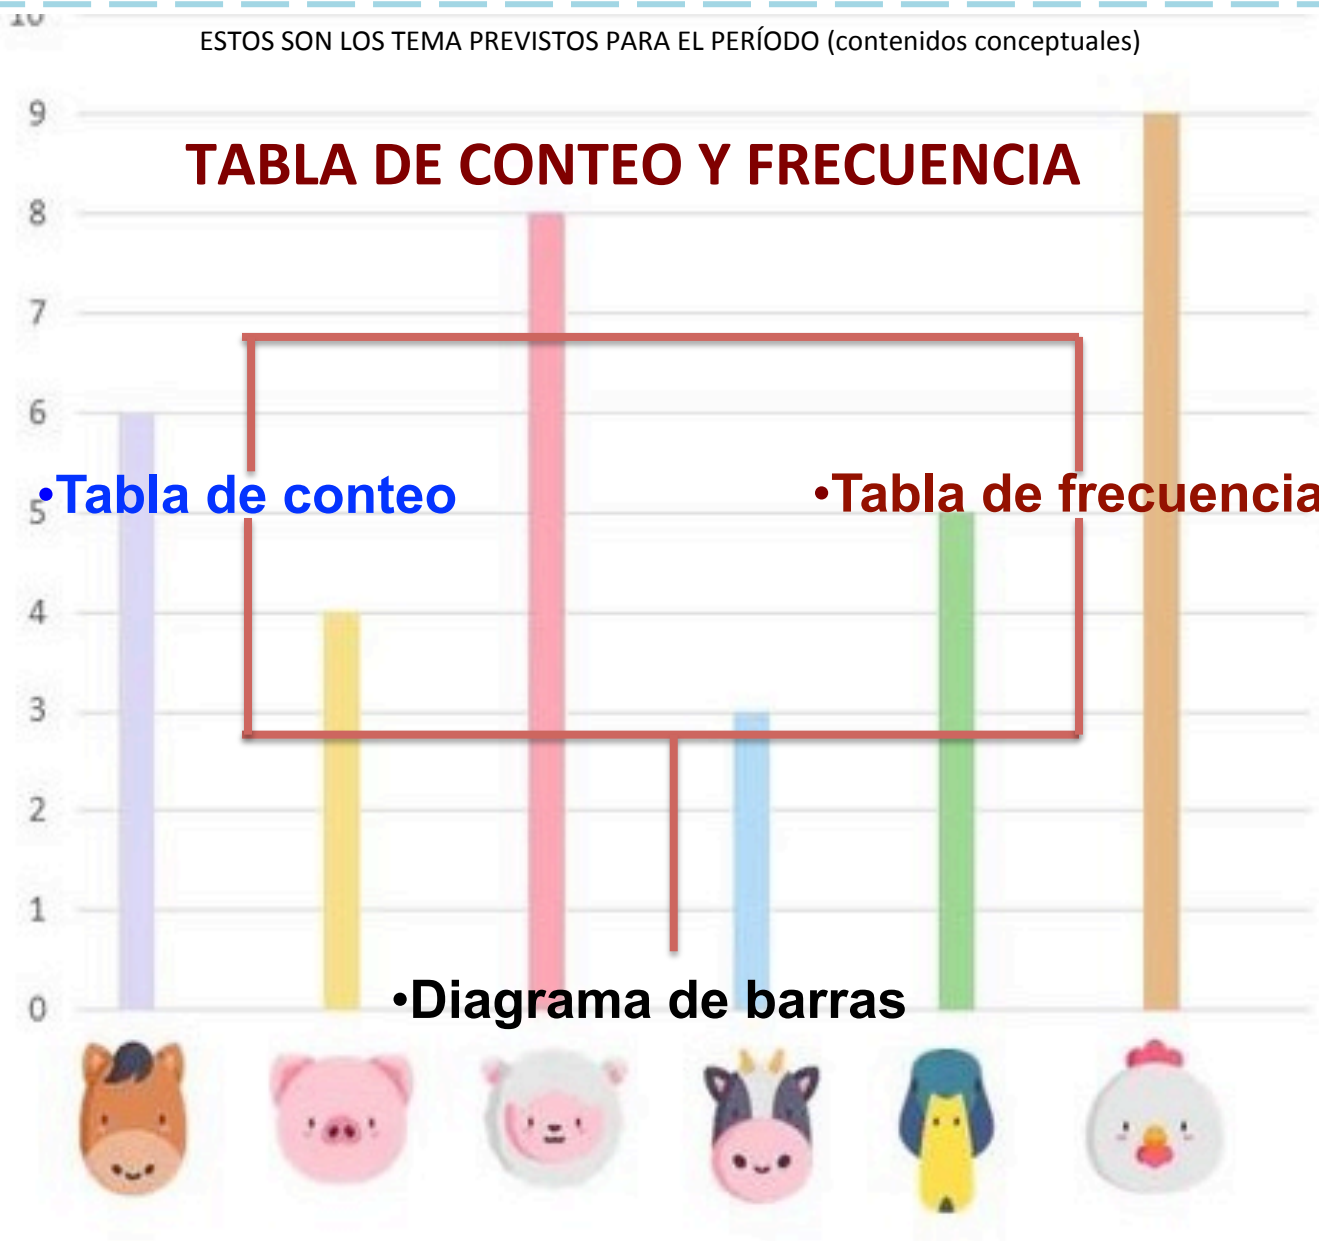 10
ESTOS SON LOS TEMA PREVISTOS PARA EL PERÍODO (contenidos conceptuales)
9
TABLA DE CONTEO Y FRECUENCIA
8
7
6
•Tabla de conteo
•Tabla de frecuencia
5
4
3
2
1
•Diagrama de barras
0